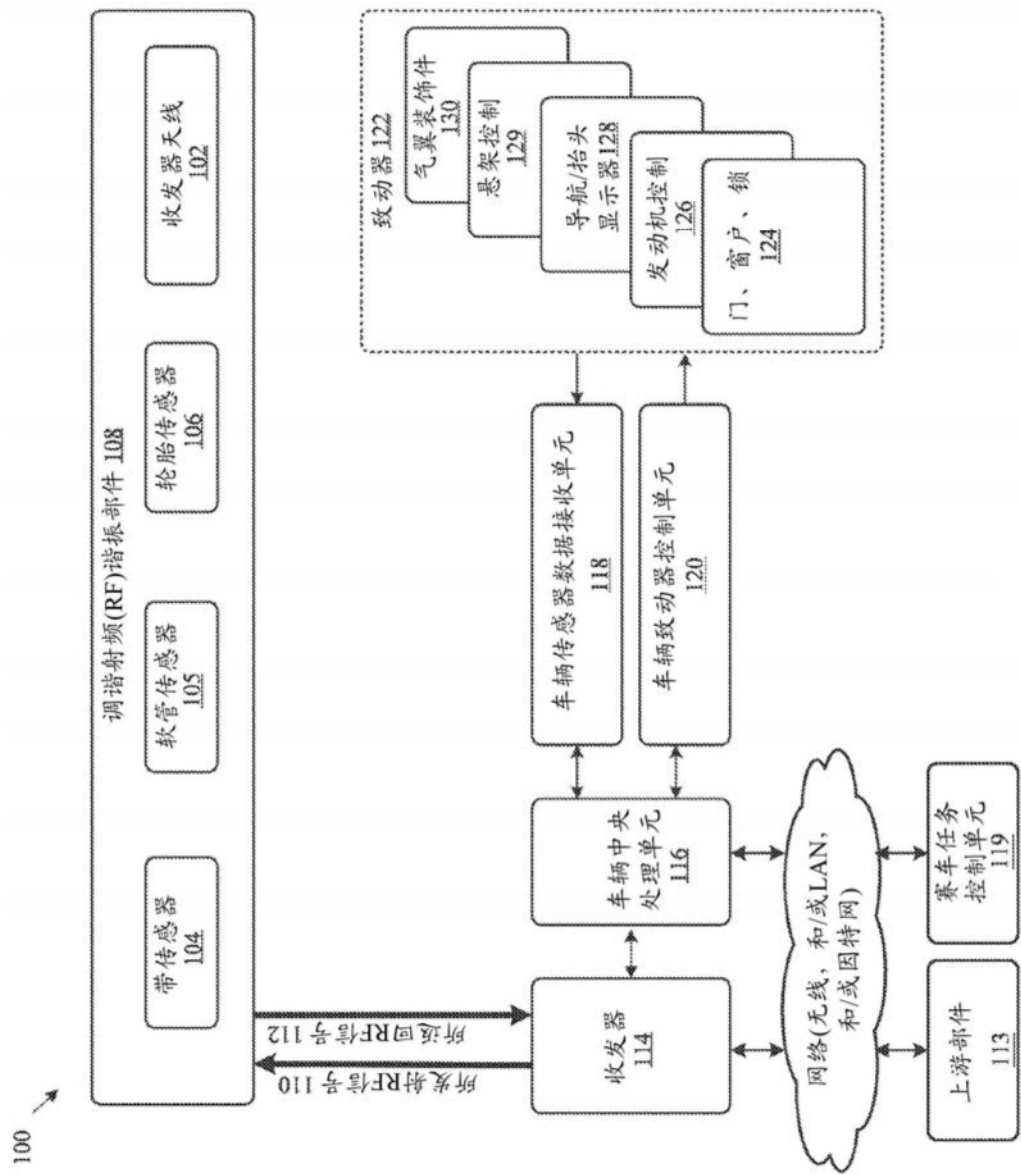 100
调谐射频(RF)谐振部件 108
带传感器
104
软管传感器
105
轮胎传感器
106
收发器天线
102
所发射RF信号 110
所返回RF信号 112
收发器
114
车辆中央
处理单元
116
车辆传感器数据接收单元
118
车辆致动器控制单元
120
致动器 122
气翼装饰件
130
悬架控制
129
导航/抬头
显示器128
发动机控制
126
门、窗户、锁
124
网络(无线，和/或LAN，
和/或因特网)
上游部件
113
赛车任务
控制单元
119